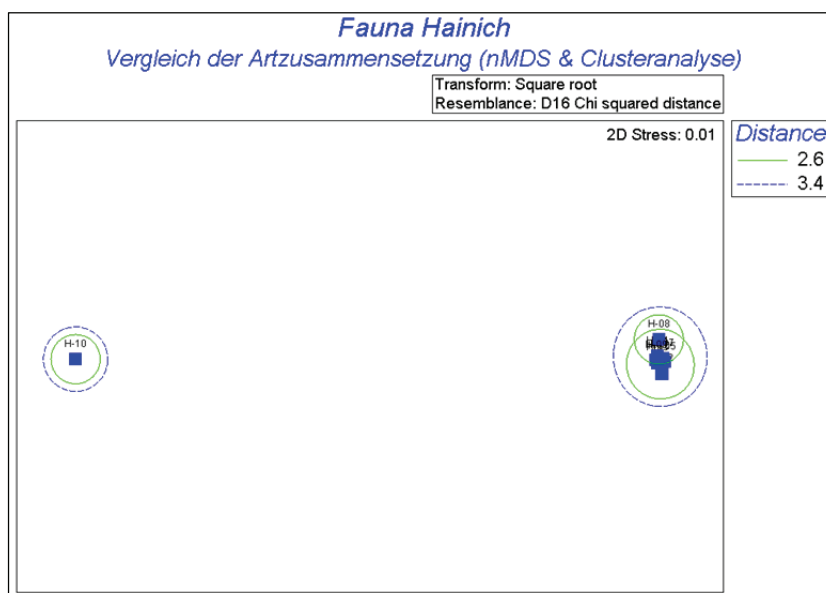 Fauna Hainich
Vergleich der Artzusammensetzung (nMDS & Clusteranalyse)
Transform: Square root
Resemblance: D16 Chi squared distance
2D Stress: 0.01
Distance
2.6
3.4
H-08
H-10